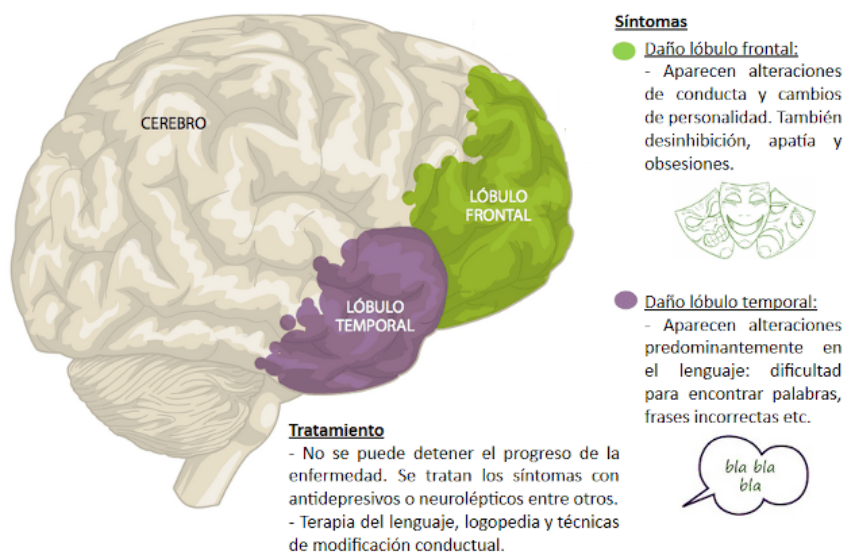 CEREBRO
LÓBULO
FRONTAL
LÓBULO
TEMPORAL
Síntomas
Daño lóbulo frontal:
- Aparecen alteraciones
de conducta y cambios
de personalidad. También
desinhibición, apatía y
obsesiones.
Daño lóbulo temporal:
- Aparecen alteraciones
predominantemente en
el lenguaje: dificultad
para encontrar palabras,
frases incorrectas etc.
bla bla
bla
Tratamiento
- No se puede detener el progreso de la
enfermedad. Se tratan los síntomas con
antidepresivos o neurolépticos entre otros.
- Terapia del lenguaje, logopedia y técnicas
de modificación conductual.